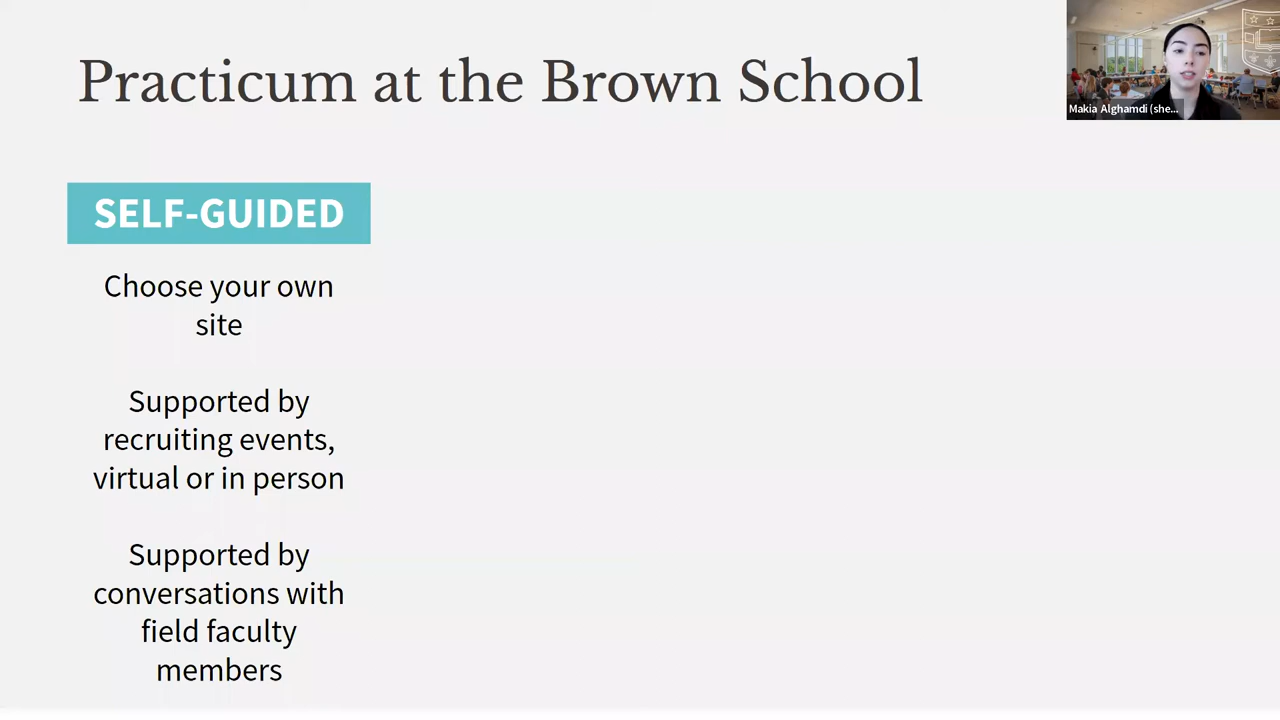 Practicum at the Brown School
Makia Alghamdi (she...
SELF-GUIDED
Choose your own
site
Supported by
recruiting events,
virtual or in person
Supported by
conversations with
field faculty
members